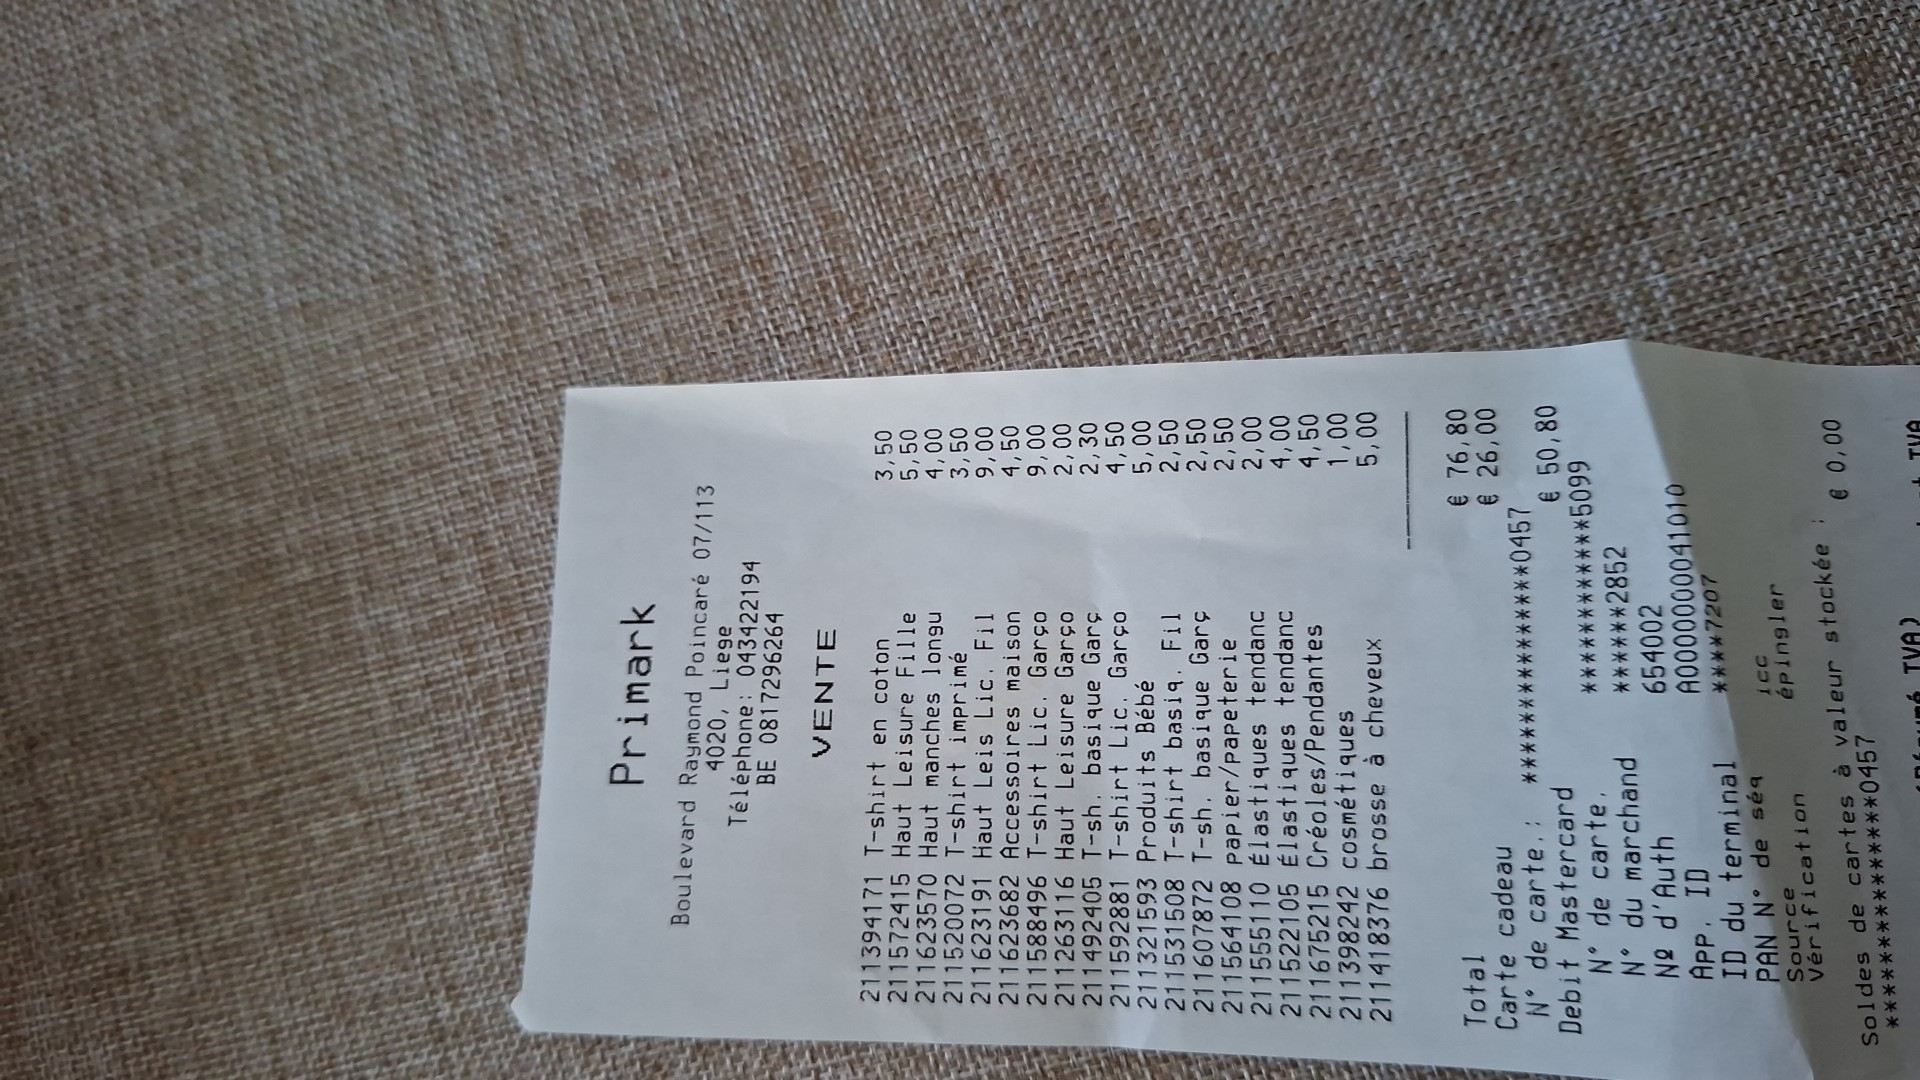 Primark
Boulevard Raymond Poincaré 07/113
4020, Liege
Téléphone: 043422194
BE 0817296264
VENTE
211394171 T-shirt en coton 3,50
211572415 Haut Leisure Fille 5,50
211623570 Haut manches longu 4,00
211520072 T-shirt imprimé 3,50
211623191 Haut Leis Lic. Fil 9,00
211623682 Accessoires maison 4,50
211588496 T-shirt Lic. Garço 9,00
211263116 Haut Leisure Garço 2,00
211492405 T-sh. basique Garç 2,30
211592881 T-shirt Lic. Garço 4,50
211321593 Produits Bébé 5,00
211531508 T-shirt basiq. Fil 2,50
211607872 T-sh. basique Garç 2,50
211564108 papier/papeterie 2,50
211555110 Élastiques tendanc 2,00
211522105 Élastiques tendanc 4,00
211675215 Créoles/Pendantes 4,50
211398242 cosmétiques 1,00
211418376 brosse à cheveux 5,00
Total € 76,80
Carte cadeau € 26,00
N° de carte.: ***************0457
Debit Mastercard € 50,80
N° de carte. ************5099
N° du marchand ******2852
Nº d'Auth 654002
App. ID A0000000041010
ID du terminal ****7207
PAN N° de séq
Source icc
Vérification épingler
Soldes de cartes à valeur stockée :
***************0457 € 0,00